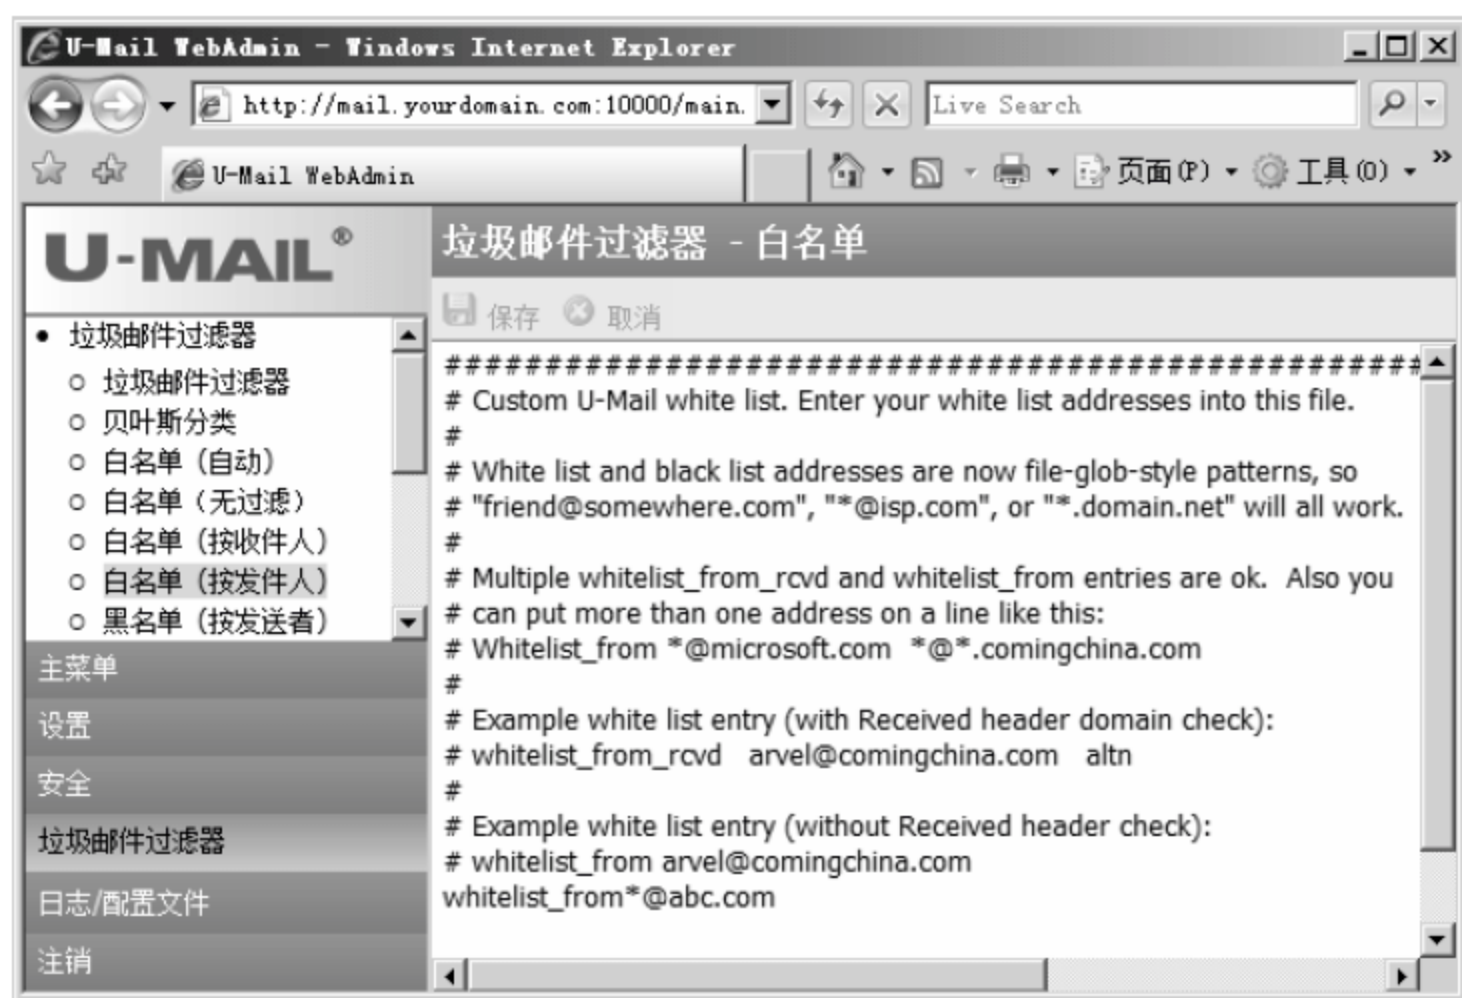 U-Mail WebAdmin - Windows Internet Explorer
http://mail.yourdomain.com:10000/main.
Live Search
U-Mail WebAdmin
页面(P)
工具(O)
»
U-MAIL®
垃圾邮件过滤器 - 白名单
保存 取消
垃圾邮件过滤器
垃圾邮件过滤器
贝叶斯分类
白名单（自动）
白名单（无过滤）
白名单（按收件人）
白名单（按发件人）
黑名单（按发送者）
主菜单
设置
安全
垃圾邮件过滤器
日志/配置文件
注销
#################################################
# Custom U-Mail white list. Enter your white list addresses into this file.
#
# White list and black list addresses are now file-glob-style patterns, so
# "friend@somewhere.com", "*@isp.com", or "*.domain.net" will all work.
#
# Multiple whitelist_from_rcvd and whitelist_from entries are ok.  Also you
# can put more than one address on a line like this:
# Whitelist_from *@microsoft.com  *@*.comingchina.com
#
# Example white list entry (with Received header domain check):
# whitelist_from_rcvd   arvel@comingchina.com   altn
#
# Example white list entry (without Received header check):
# whitelist_from arvel@comingchina.com
whitelist_from*@abc.com